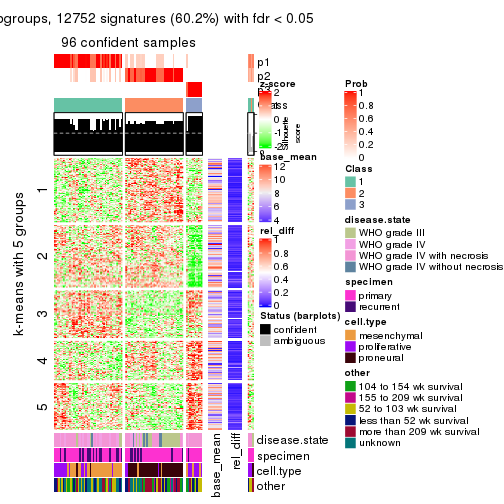 ogroups, 12752 signatures (60.2%) with fdr < 0.05
96 confident samples
p1
p2
z-score
2
1
0
-1
-2
silhouette
score
k-means with 5 groups
1
2
3
4
5
base_mean
12
10
8
6
4
rel_diff
1
0.8
0.6
0.4
0.2
0
Status (barplots)
confident
ambiguous
Prob
1
0.8
0.6
0.4
0.2
0
Class
1
2
3
disease.state
WHO grade III
WHO grade IV
WHO grade IV with necrosis
WHO grade IV without necrosis
specimen
primary
recurrent
cell.type
mesenchymal
proliferative
proneural
other
104 to 154 wk survival
155 to 209 wk survival
52 to 103 wk survival
less than 52 wk survival
more than 209 wk survival
unknown
disease.state
specimen
cell.type
other
base_mean
rel_diff